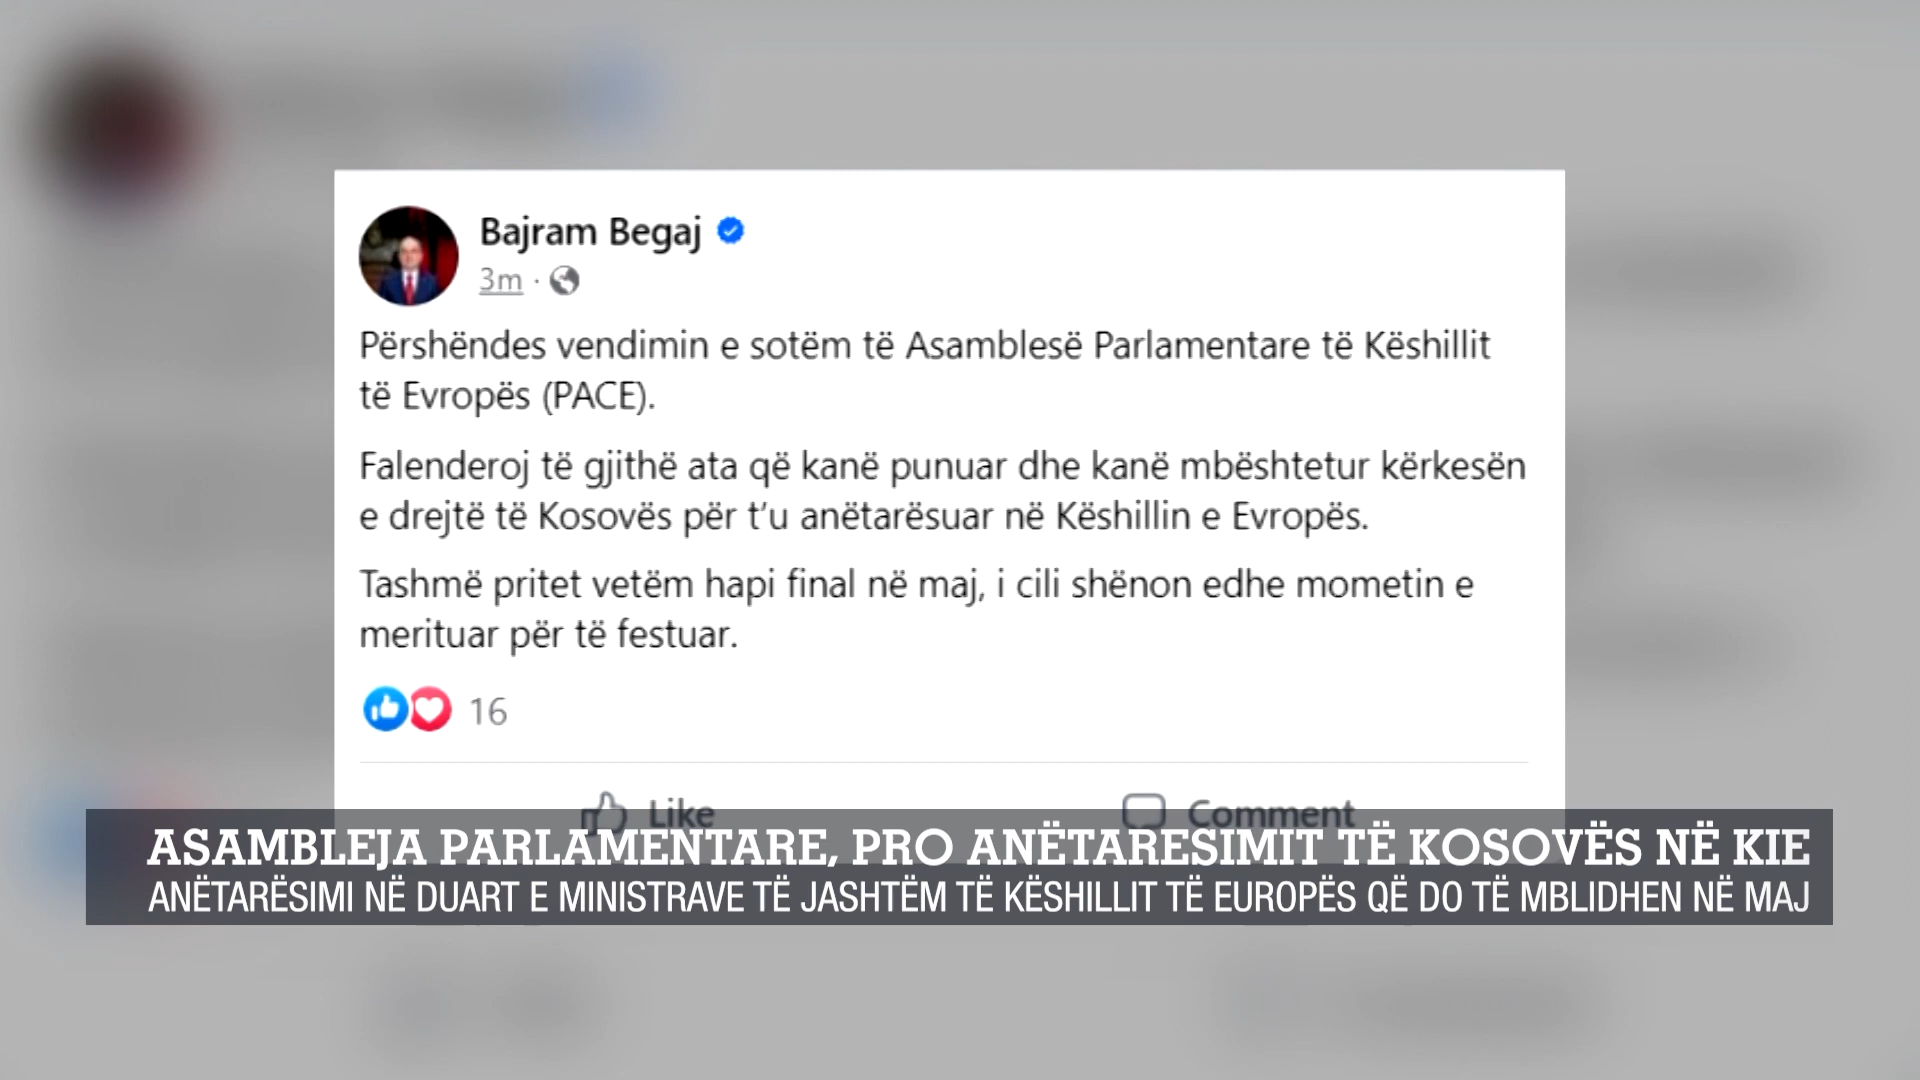 Bajram Begaj
3m ·
Përshëndes vendimin e sotëm të Asamblesë Parlamentare të Këshillit
të Evropës (PACE).
Falenderoj të gjithë ata që kanë punuar dhe kanë mbështetur kërkesën
e drejtë të Kosovës për t’u anëtarësuar në Këshillin e Evropës.
Tashmë pritet vetëm hapi final në maj, i cili shënon edhe mometin e
merituar për të festuar.
16
Like Comment
ASAMBLEJA PARLAMENTARE, PRO ANËTARESIMIT TË KOSOVËS NË KIE
ANËTARËSIMI NË DUART E MINISTRAVE TË JASHTËM TË KËSHILLIT TË EUROPËS QË DO TË MBLIDHEN NË MAJ